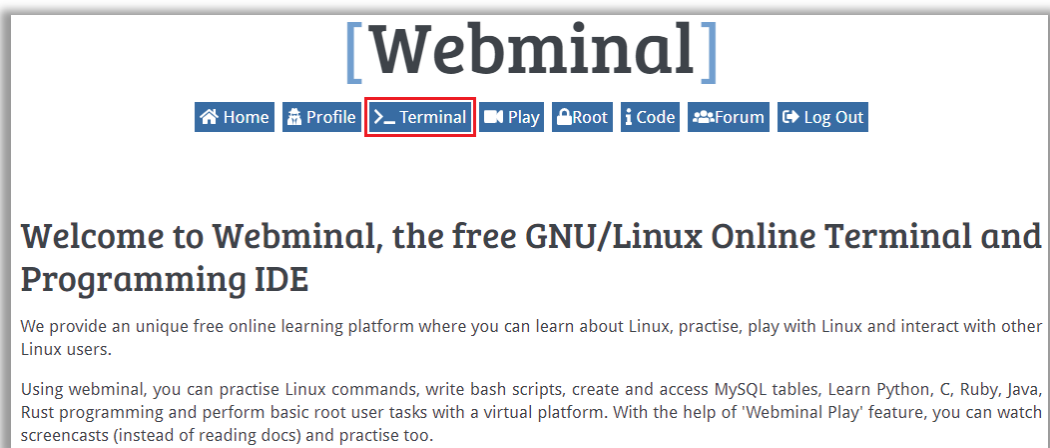 [Webminal]
Home Profile >_ Terminal Play Root i Code Forum Log Out
Welcome to Webminal, the free GNU/Linux Online Terminal and
Programming IDE
We provide an unique free online learning platform where you can learn about Linux, practise, play with Linux and interact with other
Linux users.
Using webminal, you can practise Linux commands, write bash scripts, create and access MySQL tables, Learn Python, C, Ruby, Java,
Rust programming and perform basic root user tasks with a virtual platform. With the help of 'Webminal Play' feature, you can watch
screencasts (instead of reading docs) and practise too.